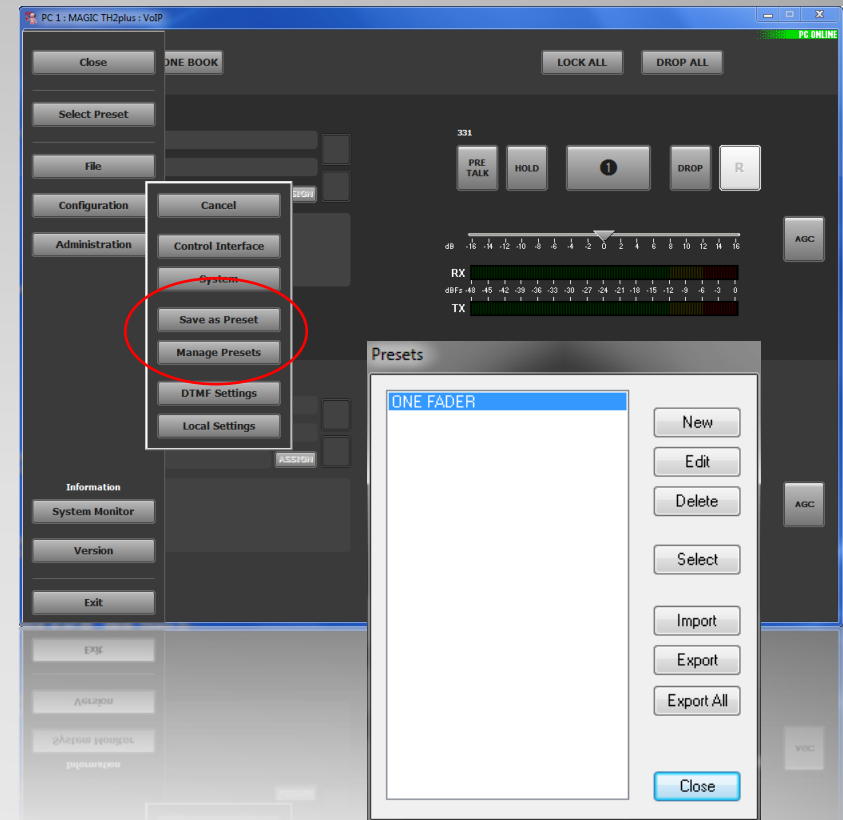 PC 1 : MAGIC TH2plus : VoIP
PC ONLINE
Close
ONE BOOK
LOCK ALL
DROP ALL
Select Preset
331
PRE TALK
HOLD
1
DROP
R
File
Configuration
Administration
Cancel
Control Interface
System
Save as Preset
Manage Presets
DTMF Settings
Local Settings
AGC
dB -16 -14 -12 -10 -8 -6 -4 -2 0 2 4 6 8 10 12 14 16
RX
dBFs -48 -45 -42 -39 -36 -33 -30 -27 -24 -21 -18 -15 -12 -9 -6 -3 0
TX
ASSIGN
Information
System Monitor
Version
Exit
AGC
Presets
ONE FADER
New
Edit
Delete
Select
Import
Export
Export All
Close